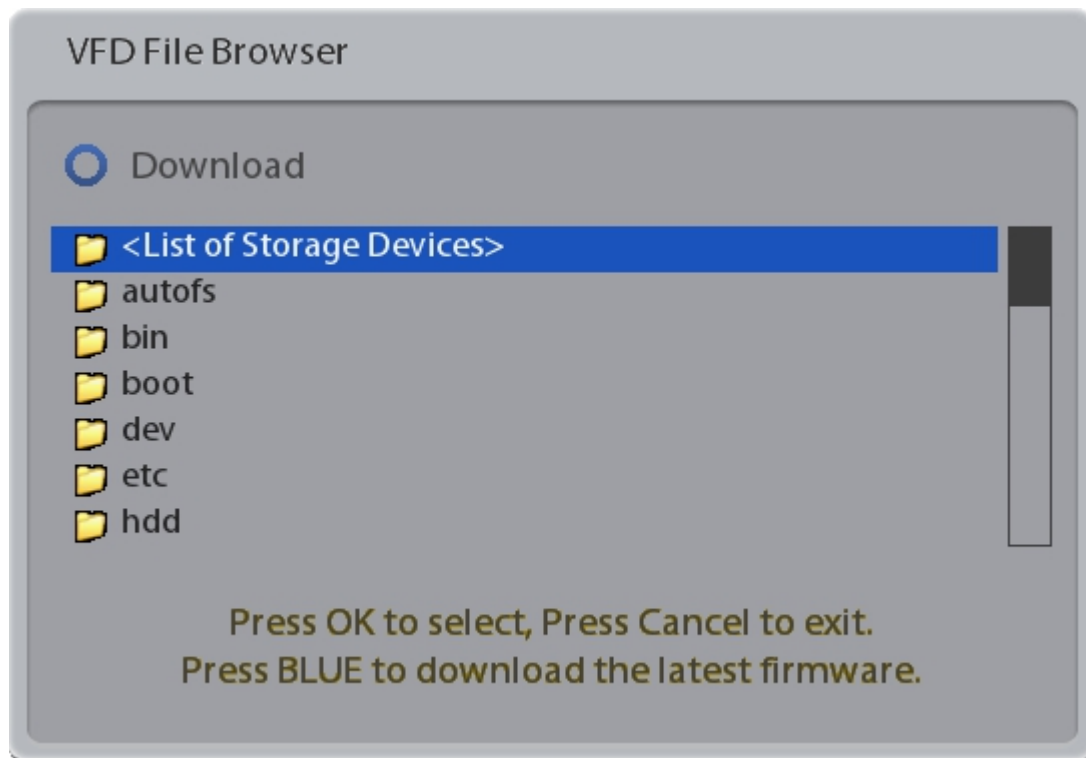 VFD File Browser
Download
<List of Storage Devices>
autofs
bin
boot
dev
etc
hdd
Press OK to select, Press Cancel to exit.
Press BLUE to download the latest firmware.